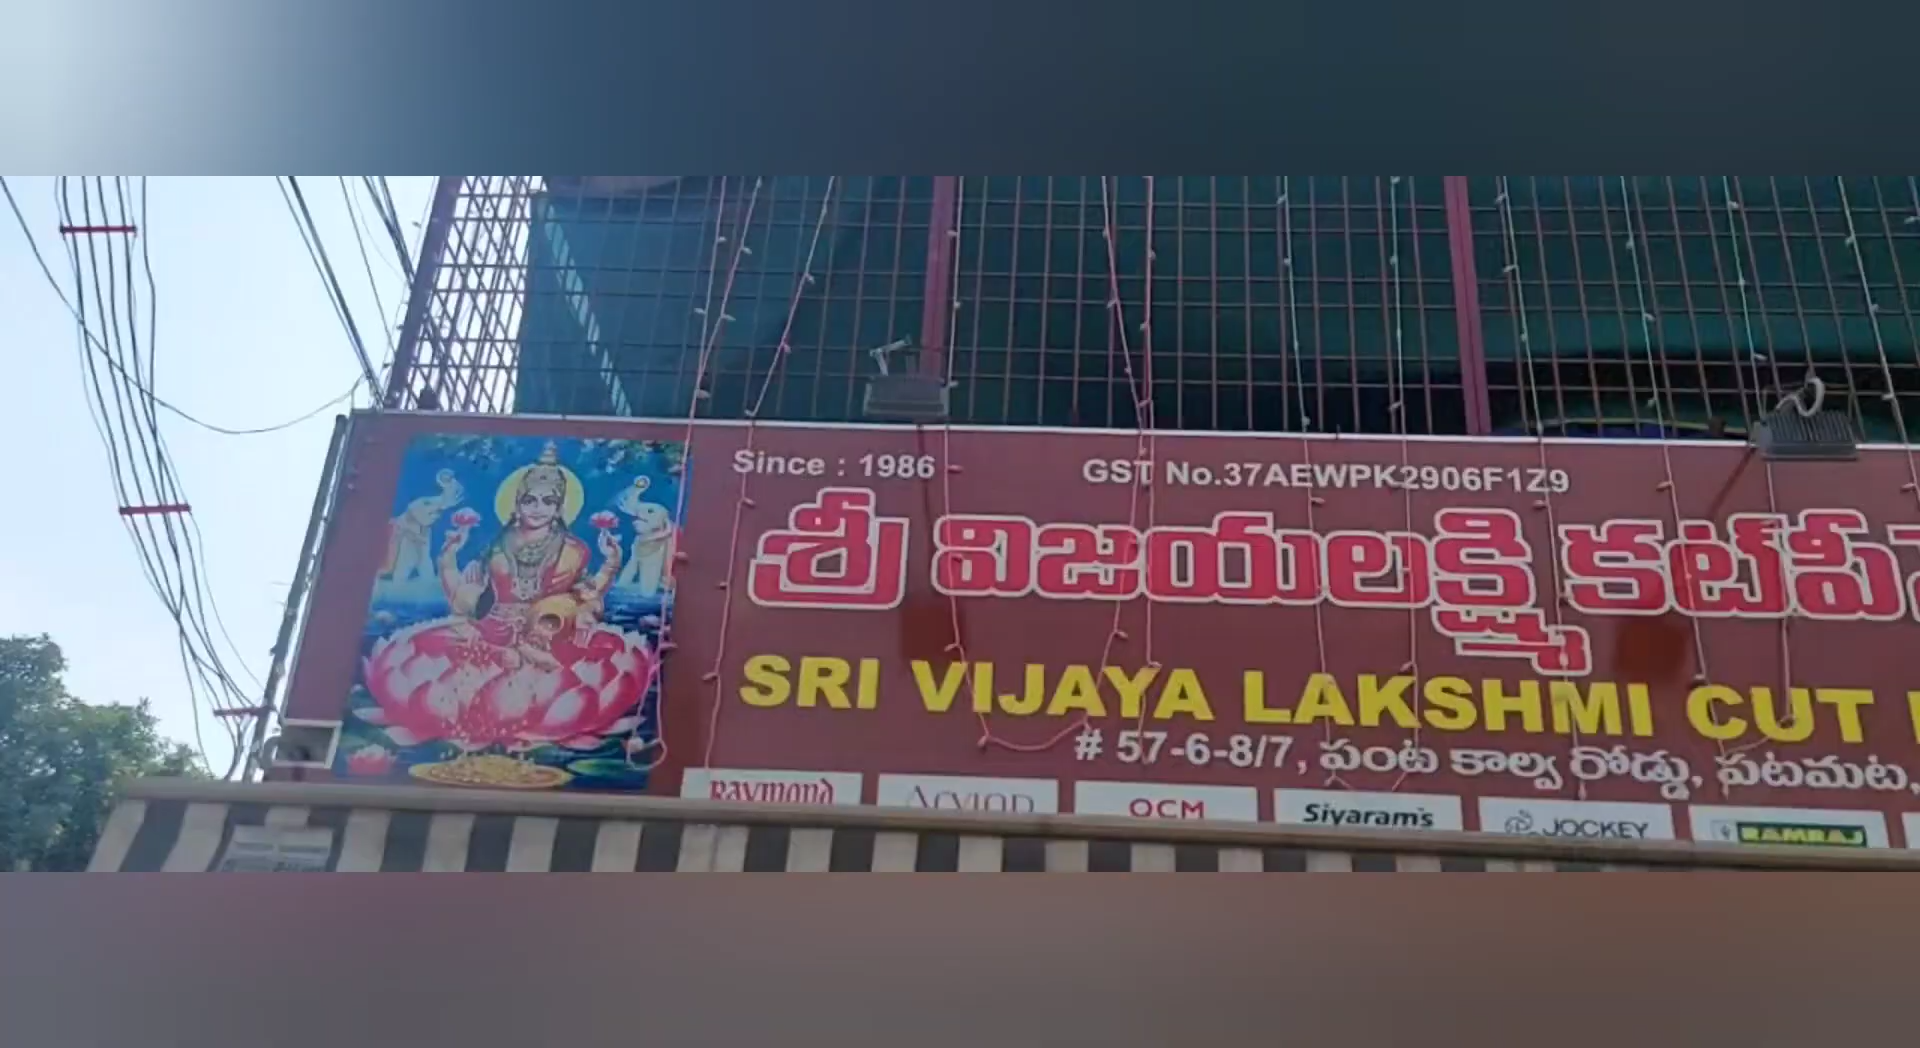 Since : 1986
GST No.37AEWPK2906F1Z9
శ్రీ విజయలక్ష్మి కట్‌పీ
SRI VIJAYA LAKSHMI CUT
# 57-6-8/7, పంట కాల్వ రోడ్డు, పటమట,
Raymond
ARVIND
OCM
Siyaram's
JOCKEY
RAMRAJ